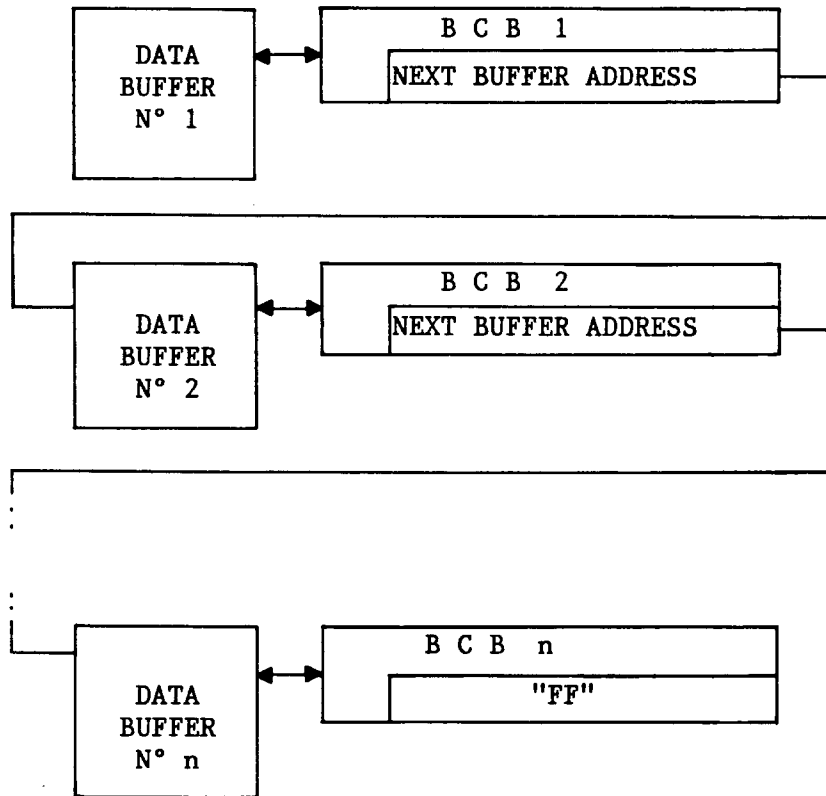 DATA
BUFFER
N° 1
B C B 1
NEXT BUFFER ADDRESS
DATA
BUFFER
N° 2
B C B 2
NEXT BUFFER ADDRESS
DATA
BUFFER
N° n
B C B n
"FF"